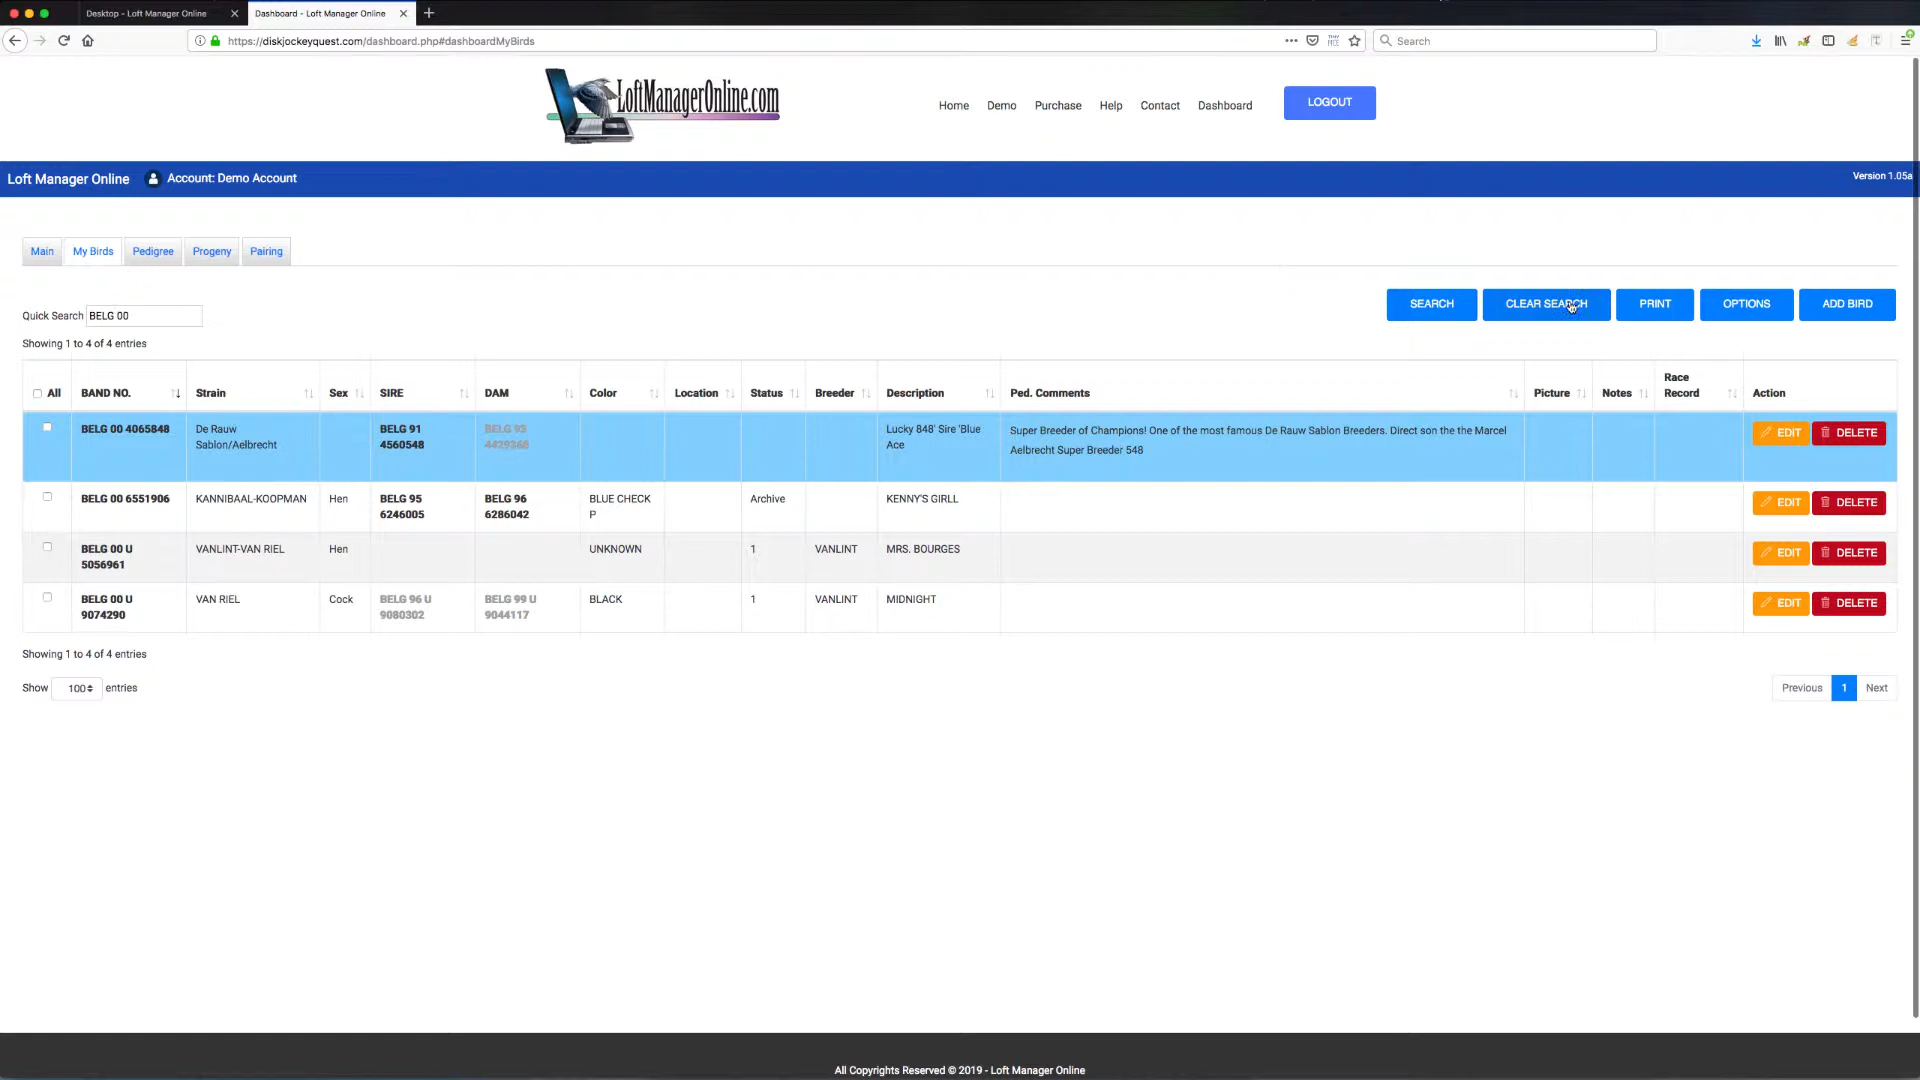 Desktop - Loft Manager Online
Dashboard - Loft Manager Online
https://diskjockeyquest.com/dashboard.php#dashboardMyBirds
Search
LoftManagerOnline.com
Home Demo Purchase Help Contact Dashboard LOGOUT
Loft Manager Online Account: Demo Account Version 1.05a
Main My Birds Pedigree Progeny Pairing
SEARCH CLEAR SEARCH PRINT OPTIONS ADD BIRD
Quick Search BELG 00
Showing 1 to 4 of 4 entries
All BAND NO. Strain Sex SIRE DAM Color Location Status Breeder Description Ped. Comments Picture Notes Race Record Action
BELG 00 4065848 De Rauw BELG 91 BELG 93 Lucky 848' Sire 'Blue Super Breeder of Champions! One of the most famous De Rauw Sablon Breeders. Direct son the the Marcel EDIT DELETE
Sablon/Aelbrecht 4560548 4429368 Ace Aelbrecht Super Breeder 548
BELG 00 6551906 KANNIBAAL-KOOPMAN Hen BELG 95 BELG 96 BLUE CHECK Archive KENNY'S GIRLL EDIT DELETE
6246005 6286042 P
BELG 00 U VANLINT-VAN RIEL Hen UNKNOWN 1 VANLINT MRS. BOURGES EDIT DELETE
5056961
BELG 00 U VAN RIEL Cock BELG 96 U BELG 99 U BLACK 1 VANLINT MIDNIGHT EDIT DELETE
9074290 9080302 9044117
Showing 1 to 4 of 4 entries
Show 100 entries Previous 1 Next
All Copyrights Reserved © 2019 - Loft Manager Online